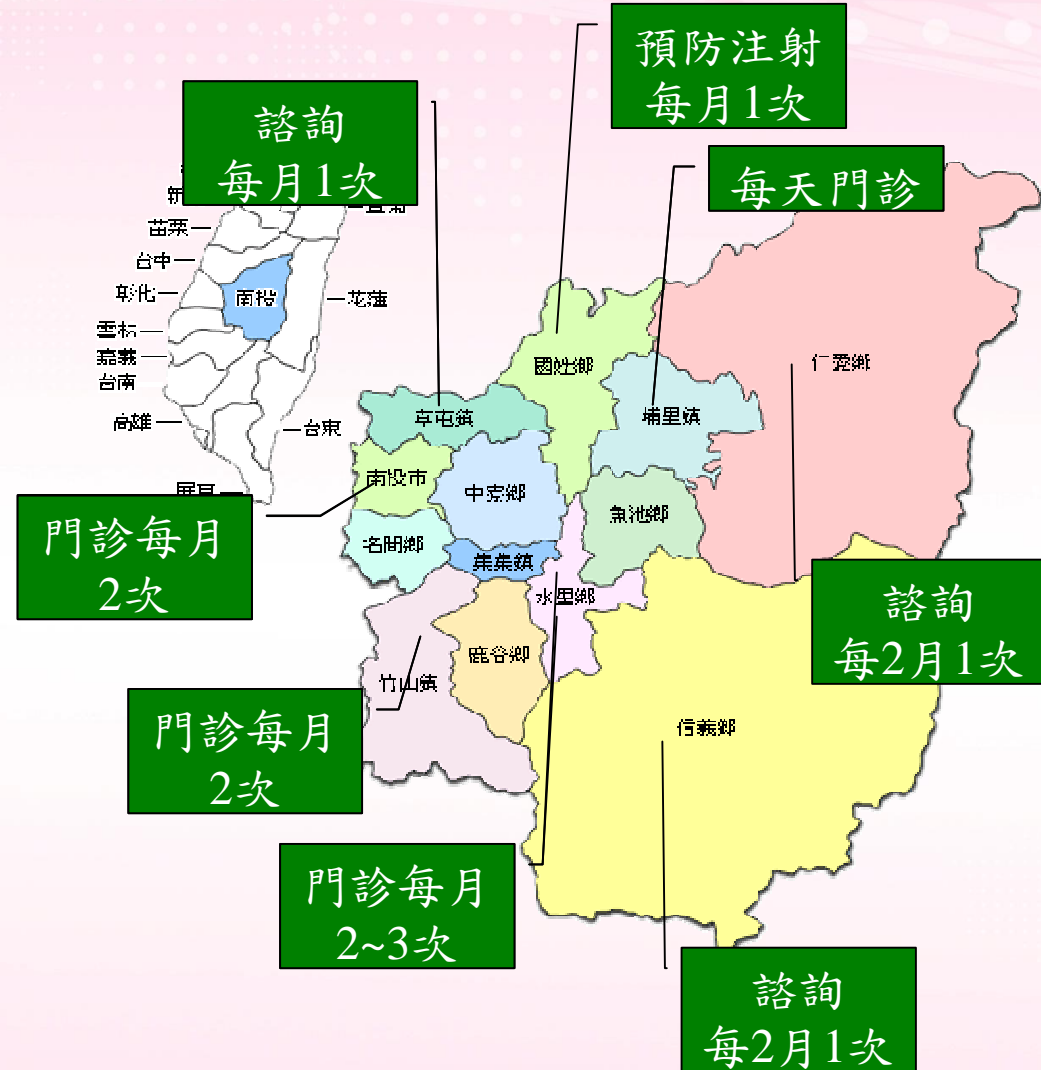 預防注射
每月1次
諮詢
每月1次
每天門診
苗栗
台中
彰化
南投
花蓮
雲林
嘉義
台南
高雄
台東
國姓鄉
仁愛鄉
草屯鎮
埔里鎮
南投市
中寮鄉
魚池鄉
名間鄉
集集鎮
水里鄉
鹿谷鄉
竹山鎮
信義鄉
門診每月
2次
諮詢
每2月1次
門診每月
2次
門診每月
2~3次
諮詢
每2月1次